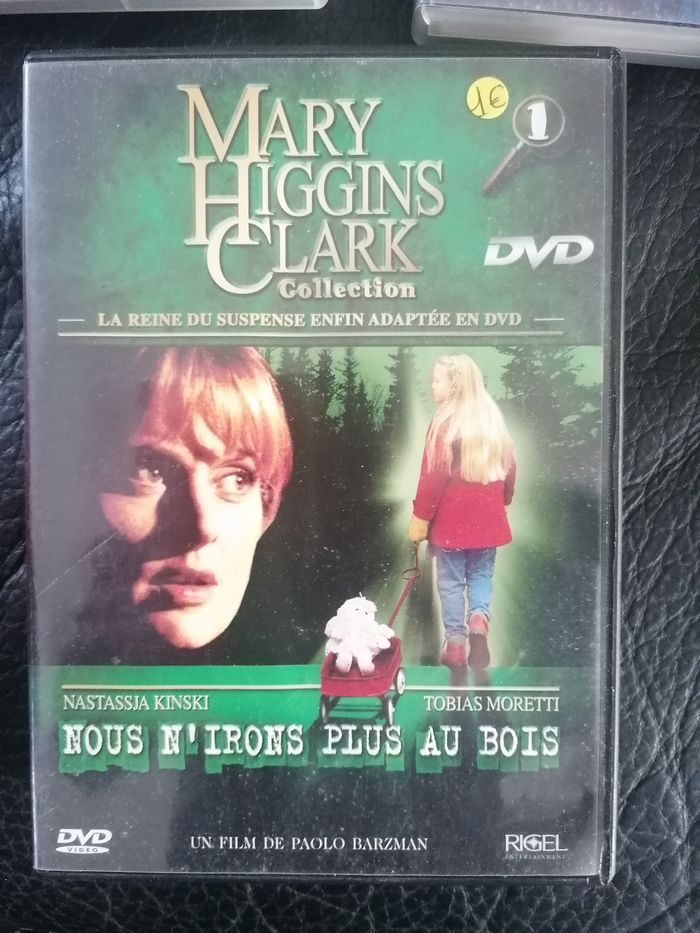 1€
1
MARY
HIGGINS
CLARK
Collection
DVD
LA REINE DU SUSPENSE ENFIN ADAPTÉE EN DVD
NASTASSJA KINSKI
TOBIAS MORETTI
NOUS N'IRONS PLUS AU BOIS
DVD
VIDEO
UN FILM DE PAOLO BARZMAN
RIGEL
ENTERTAINMENT